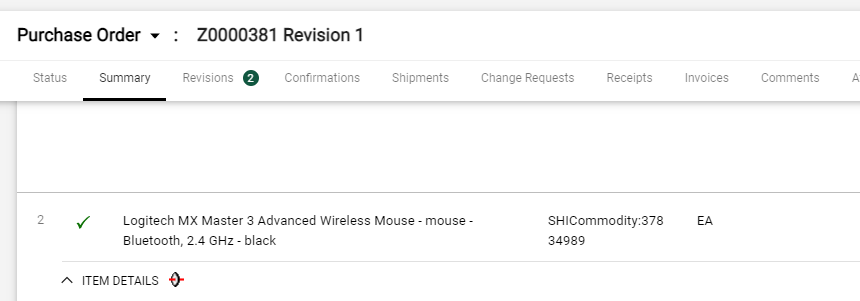 Purchase Order : Z0000381 Revision 1
Status Summary Revisions 2 Confirmations Shipments Change Requests Receipts Invoices Comments A
2 Logitech MX Master 3 Advanced Wireless Mouse - mouse - SHICommodity:378 EA
Bluetooth, 2.4 GHz - black 34989
ITEM DETAILS